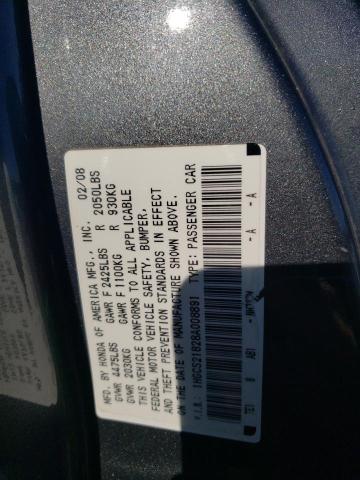 MFD. BY HONDA OF AMERICA MFG., INC. 02/08
GVWR 4475LBS GAWR F 2425LBS R 2050LBS
GVWR 2030KG GAWR F 1100KG R 930KG
THIS VEHICLE CONFORMS TO ALL APPLICABLE
FEDERAL MOTOR VEHICLE SAFETY, BUMPER,
AND THEFT PREVENTION STANDARDS IN EFFECT
ON THE DATE OF MANUFACTURE SHOWN ABOVE.
V.I.N.: 1HGCS21828A008891 TYPE: PASSENGER CAR
A - A - A